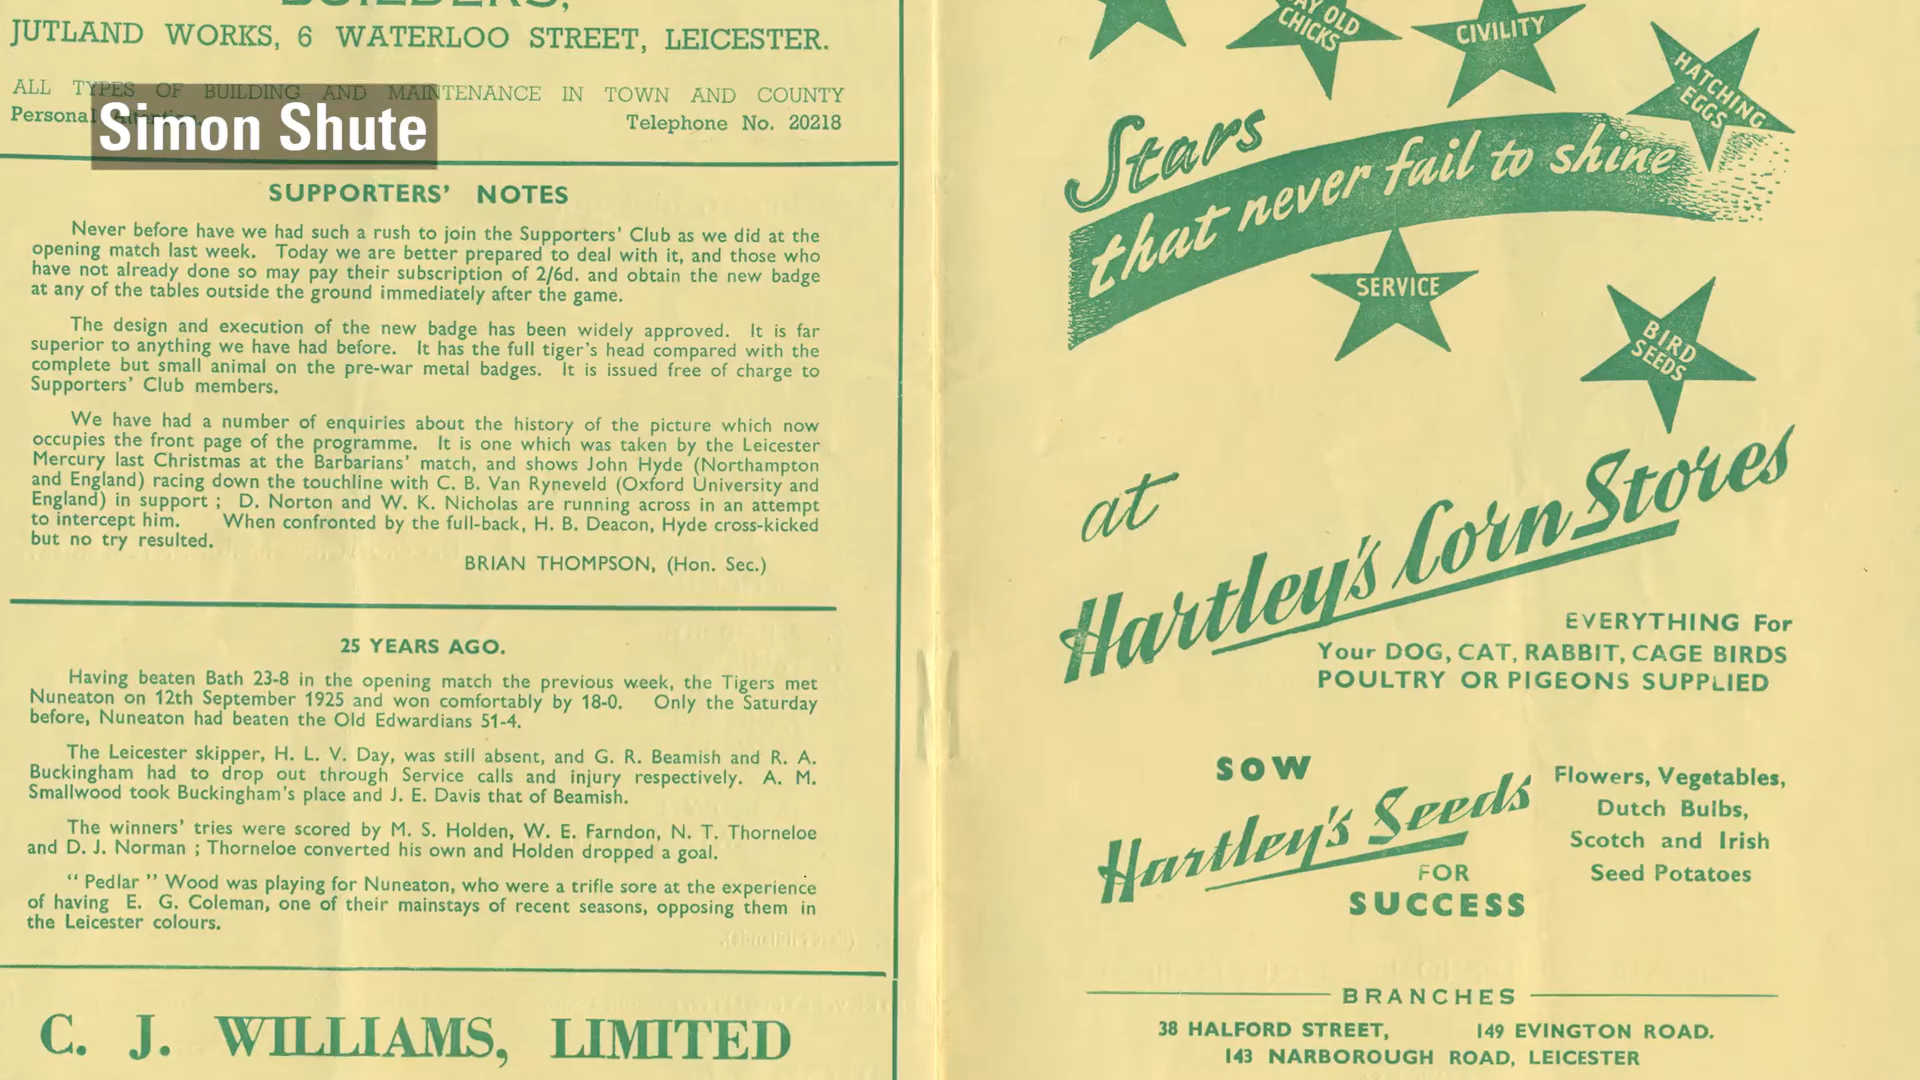 JUTLAND WORKS, 6 WATERLOO STREET, LEICESTER.
ALL TYPES OF BUILDING AND MAINTENANCE IN TOWN AND COUNTY
Personal Attention. Telephone No. 20218
Simon Shute
SUPPORTERS' NOTES
Never before have we had such a rush to join the Supporters' Club as we did at the
opening match last week. Today we are better prepared to deal with it, and those who
have not already done so may pay their subscription of 2/6d. and obtain the new badge
at any of the tables outside the ground immediately after the game.
The design and execution of the new badge has been widely approved. It is far
superior to anything we have had before. It has the full tiger's head compared with the
complete but small animal on the pre-war metal badges. It is issued free of charge to
Supporters' Club members.
We have had a number of enquiries about the history of the picture which now
occupies the front page of the programme. It is one which was taken by the Leicester
Mercury last Christmas at the Barbarians' match, and shows John Hyde (Northampton
and England) racing down the touchline with C. B. Van Ryneveld (Oxford University and
England) in support ; D. Norton and W. K. Nicholas are running across in an attempt
to intercept him. When confronted by the full-back, H. B. Deacon, Hyde cross-kicked
but no try resulted.
BRIAN THOMPSON, (Hon. Sec.)
25 YEARS AGO.
Having beaten Bath 23-8 in the opening match the previous week, the Tigers met
Nuneaton on 12th September 1925 and won comfortably by 18-0. Only the Saturday
before, Nuneaton had beaten the Old Edwardians 51-4.
The Leicester skipper, H. L. V. Day, was still absent, and G. R. Beamish and R. A.
Buckingham had to drop out through Service calls and injury respectively. A. M.
Smallwood took Buckingham's place and J. E. Davis that of Beamish.
The winners' tries were scored by M. S. Holden, W. E. Farndon, N. T. Thorneloe
and D. J. Norman ; Thorneloe converted his own and Holden dropped a goal.
" Pedlar " Wood was playing for Nuneaton, who were a trifle sore at the experience
of having E. G. Coleman, one of their mainstays of recent seasons, opposing them in
the Leicester colours.
C. J. WILLIAMS, LIMITED
OLD
CHICKS
CIVILITY
HATCHING
EGGS
Stars
that never fail to shine
SERVICE
BIRD
SEEDS
at
Hartley's Corn Stores
EVERYTHING For
Your DOG, CAT, RABBIT, CAGE BIRDS
POULTRY OR PIGEONS SUPPLIED
SOW
Hartley's Seeds
FOR
SUCCESS
Flowers, Vegetables,
Dutch Bulbs,
Scotch and Irish
Seed Potatoes
BRANCHES
38 HALFORD STREET, 149 EVINGTON ROAD.
143 NARBOROUGH ROAD, LEICESTER